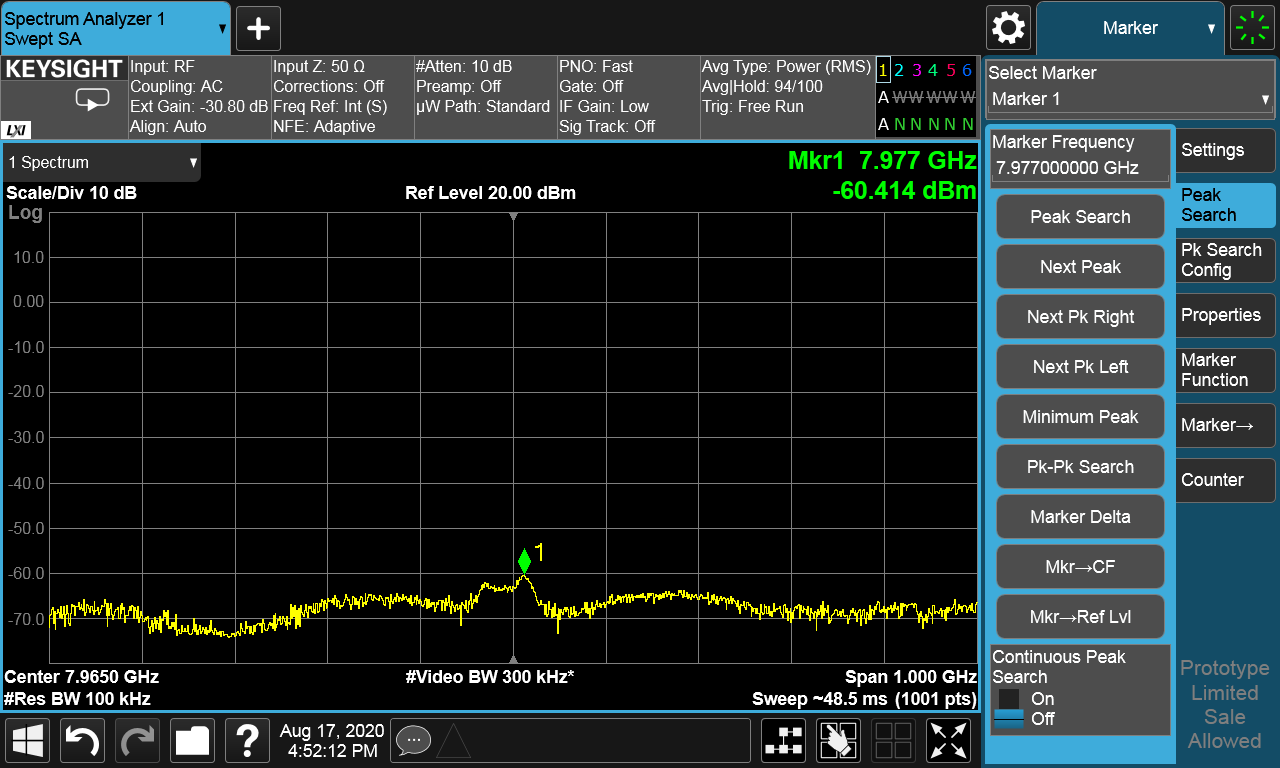 Spectrum Analyzer 1
Swept SA
Marker
KEYSIGHT
LXI
Input: RF
Coupling: AC
Ext Gain: -30.80 dB
Align: Auto
Input Z: 50 Ω
Corrections: Off
Freq Ref: Int (S)
NFE: Adaptive
#Atten: 10 dB
Preamp: Off
µW Path: Standard
PNO: Fast
Gate: Off
IF Gain: Low
Sig Track: Off
Avg Type: Power (RMS)
Avg|Hold: 94/100
Trig: Free Run
1 2 3 4 5 6
A W W W W W
A N N N N N
Select Marker
Marker 1
1 Spectrum
Mkr1 7.977 GHz
-60.414 dBm
Scale/Div 10 dB
Ref Level 20.00 dBm
Log
10.0
0.00
-10.0
-20.0
-30.0
-40.0
-50.0
-60.0
-70.0
1
Center 7.9650 GHz
#Video BW 300 kHz*
Span 1.000 GHz
#Res BW 100 kHz
Sweep ~48.5 ms (1001 pts)
Marker Frequency
7.977000000 GHz
Peak Search
Next Peak
Next Pk Right
Next Pk Left
Minimum Peak
Pk-Pk Search
Marker Delta
Mkr→CF
Mkr→Ref Lvl
Continuous Peak
Search
On
Off
Settings
Peak
Search
Pk Search
Config
Properties
Marker
Function
Marker→
Counter
Prototype
Limited
Sale
Allowed
?
Aug 17, 2020
4:52:12 PM